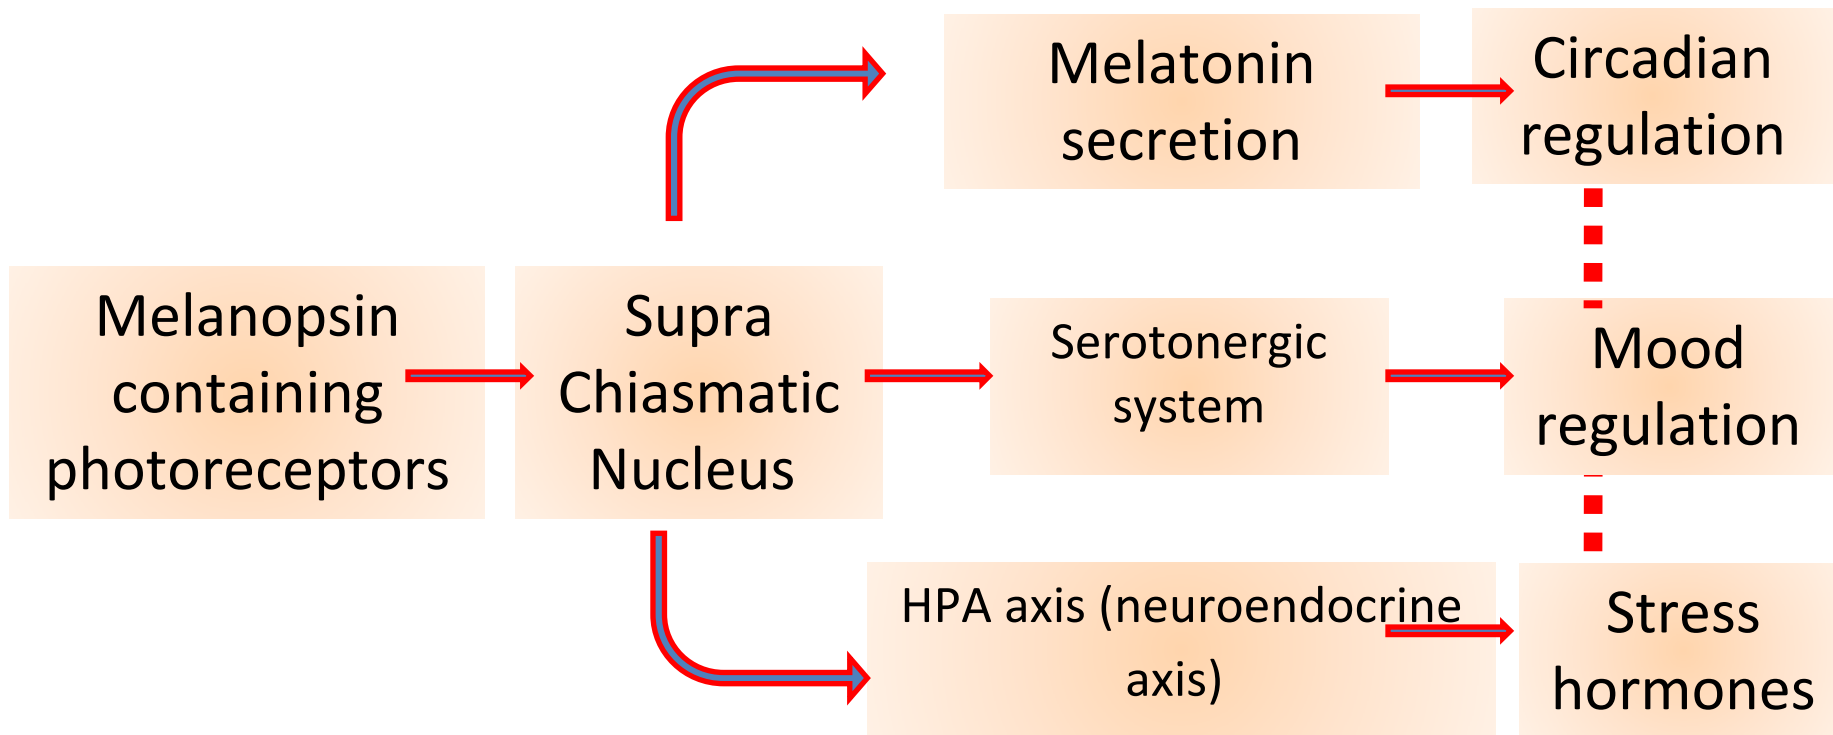 Melanopsin
containing
photoreceptors
Supra
Chiasmatic
Nucleus
Melatonin
secretion
Circadian
regulation
Serotonergic
system
Mood
regulation
HPA axis (neuroendocrine
axis)
Stress
hormones